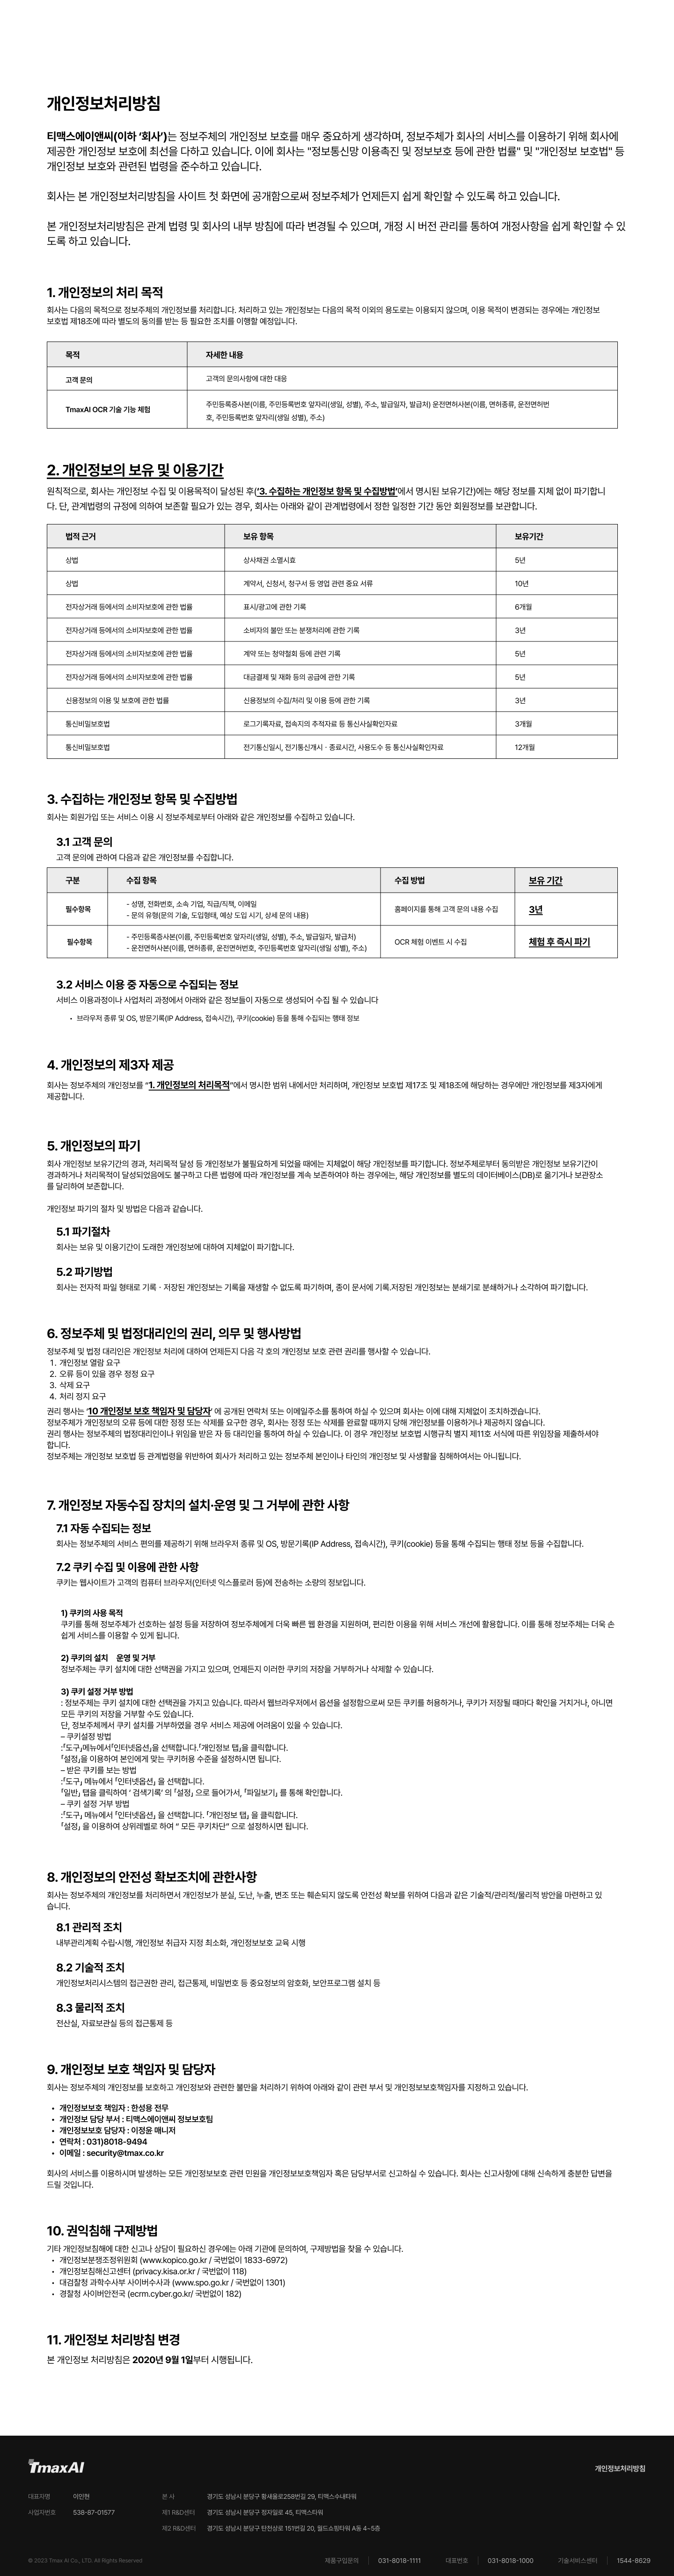 개인정보처리방침
티맥스에이앤씨(이하 ‘회사’)는 정보주체의 개인정보 보호를 매우 중요하게 생각하며, 정보주체가 회사의 서비스를 이용하기 위해 회사에
제공한 개인정보 보호에 최선을 다하고 있습니다. 이에 회사는 "정보통신망 이용촉진 및 정보보호 등에 관한 법률" 및 "개인정보 보호법" 등
개인정보 보호와 관련된 법령을 준수하고 있습니다.
회사는 본 개인정보처리방침을 사이트 첫 화면에 공개함으로써 정보주체가 언제든지 쉽게 확인할 수 있도록 하고 있습니다.
본 개인정보처리방침은 관계 법령 및 회사의 내부 방침에 따라 변경될 수 있으며, 개정 시 버전 관리를 통하여 개정사항을 쉽게 확인할 수 있
도록 하고 있습니다.
1. 개인정보의 처리 목적
회사는 다음의 목적으로 정보주체의 개인정보를 처리합니다. 처리하고 있는 개인정보는 다음의 목적 이외의 용도로는 이용되지 않으며, 이용 목적이 변경되는 경우에는 개인정보
보호법 제18조에 따라 별도의 동의를 받는 등 필요한 조치를 이행할 예정입니다.
목적 자세한 내용
고객 문의 고객의 문의사항에 대한 대응
TmaxAI OCR 기술 기능 체험 주민등록증사본(이름, 주민등록번호 앞자리(생일, 성별), 주소, 발급일자, 발급처) 운전면허사본(이름, 면허종류, 운전면허번
호, 주민등록번호 앞자리(생일 성별), 주소)
2. 개인정보의 보유 및 이용기간
원칙적으로, 회사는 개인정보 수집 및 이용목적이 달성된 후(‘3. 수집하는 개인정보 항목 및 수집방법’에서 명시된 보유기간)에는 해당 정보를 지체 없이 파기합니
다. 단, 관계법령의 규정에 의하여 보존할 필요가 있는 경우, 회사는 아래와 같이 관계법령에서 정한 일정한 기간 동안 회원정보를 보관합니다.
법적 근거 보유 항목 보유기간
상법 상사채권 소멸시효 5년
상법 계약서, 신청서, 청구서 등 영업 관련 중요 서류 10년
전자상거래 등에서의 소비자보호에 관한 법률 표시/광고에 관한 기록 6개월
전자상거래 등에서의 소비자보호에 관한 법률 소비자의 불만 또는 분쟁처리에 관한 기록 3년
전자상거래 등에서의 소비자보호에 관한 법률 계약 또는 청약철회 등에 관련 기록 5년
전자상거래 등에서의 소비자보호에 관한 법률 대금결제 및 재화 등의 공급에 관한 기록 5년
신용정보의 이용 및 보호에 관한 법률 신용정보의 수집/처리 및 이용 등에 관한 기록 3년
통신비밀보호법 로그기록자료, 접속지의 추적자료 등 통신사실확인자료 3개월
통신비밀보호법 전기통신일시, 전기통신개시ㆍ종료시간, 사용도수 등 통신사실확인자료 12개월
3. 수집하는 개인정보 항목 및 수집방법
회사는 회원가입 또는 서비스 이용 시 정보주체로부터 아래와 같은 개인정보를 수집하고 있습니다.
3.1 고객 문의
고객 문의에 관하여 다음과 같은 개인정보를 수집합니다.
구분 수집 항목 수집 방법 보유 기간
필수항목 - 성명, 전화번호, 소속 기업, 직급/직책, 이메일
- 문의 유형(문의 기술, 도입형태, 예상 도입 시기, 상세 문의 내용) 홈페이지를 통해 고객 문의 내용 수집 3년
필수항목 - 주민등록증사본(이름, 주민등록번호 앞자리(생일, 성별), 주소, 발급일자, 발급처)
- 운전면허사본(이름, 면허종류, 운전면허번호, 주민등록번호 앞자리(생일 성별), 주소) OCR 체험 이벤트 시 수집 체험 후 즉시 파기
3.2 서비스 이용 중 자동으로 수집되는 정보
서비스 이용과정이나 사업처리 과정에서 아래와 같은 정보들이 자동으로 생성되어 수집 될 수 있습니다
• 브라우저 종류 및 OS, 방문기록(IP Address, 접속시간), 쿠키(cookie) 등을 통해 수집되는 행태 정보
4. 개인정보의 제3자 제공
회사는 정보주체의 개인정보를 “1. 개인정보의 처리목적”에서 명시한 범위 내에서만 처리하며, 개인정보 보호법 제17조 및 제18조에 해당하는 경우에만 개인정보를 제3자에게
제공합니다.
5. 개인정보의 파기
회사 개인정보 보유기간의 경과, 처리목적 달성 등 개인정보가 불필요하게 되었을 때에는 지체없이 해당 개인정보를 파기합니다. 정보주체로부터 동의받은 개인정보 보유기간이
경과하거나 처리목적이 달성되었음에도 불구하고 다른 법령에 따라 개인정보를 계속 보존하여야 하는 경우에는, 해당 개인정보를 별도의 데이터베이스(DB)로 옮기거나 보관장소
를 달리하여 보존합니다.
개인정보 파기의 절차 및 방법은 다음과 같습니다.
5.1 파기절차
회사는 보유 및 이용기간이 도래한 개인정보에 대하여 지체없이 파기합니다.
5.2 파기방법
회사는 전자적 파일 형태로 기록ㆍ저장된 개인정보는 기록을 재생할 수 없도록 파기하며, 종이 문서에 기록.저장된 개인정보는 분쇄기로 분쇄하거나 소각하여 파기합니다.
6. 정보주체 및 법정대리인의 권리, 의무 및 행사방법
정보주체 및 법정 대리인은 개인정보 처리에 대하여 언제든지 다음 각 호의 개인정보 보호 관련 권리를 행사할 수 있습니다.
1. 개인정보 열람 요구
2. 오류 등이 있을 경우 정정 요구
3. 삭제 요구
4. 처리 정지 요구
권리 행사는 ‘10 개인정보 보호 책임자 및 담당자’ 에 공개된 연락처 또는 이메일주소를 통하여 하실 수 있으며 회사는 이에 대해 지체없이 조치하겠습니다.
정보주체가 개인정보의 오류 등에 대한 정정 또는 삭제를 요구한 경우, 회사는 정정 또는 삭제를 완료할 때까지 당해 개인정보를 이용하거나 제공하지 않습니다.
권리 행사는 정보주체의 법정대리인이나 위임을 받은 자 등 대리인을 통하여 하실 수 있습니다. 이 경우 개인정보 보호법 시행규칙 별지 제11호 서식에 따른 위임장을 제출하셔야
합니다.
정보주체는 개인정보 보호법 등 관계법령을 위반하여 회사가 처리하고 있는 정보주체 본인이나 타인의 개인정보 및 사생활을 침해하여서는 아니됩니다.
7. 개인정보 자동수집 장치의 설치·운영 및 그 거부에 관한 사항
7.1 자동 수집되는 정보
회사는 정보주체의 서비스 편의를 제공하기 위해 브라우저 종류 및 OS, 방문기록(IP Address, 접속시간), 쿠키(cookie) 등을 통해 수집되는 행태 정보 등을 수집합니다.
7.2 쿠키 수집 및 이용에 관한 사항
쿠키는 웹사이트가 고객의 컴퓨터 브라우저(인터넷 익스플로러 등)에 전송하는 소량의 정보입니다.
1) 쿠키의 사용 목적
쿠키를 통해 정보주체가 선호하는 설정 등을 저장하여 정보주체에게 더욱 빠른 웹 환경을 지원하며, 편리한 이용을 위해 서비스 개선에 활용합니다. 이를 통해 정보주체는 더욱 손
쉽게 서비스를 이용할 수 있게 됩니다.
2) 쿠키의 설치 운영 및 거부
정보주체는 쿠키 설치에 대한 선택권을 가지고 있으며, 언제든지 이러한 쿠키의 저장을 거부하거나 삭제할 수 있습니다.
3) 쿠키 설정 거부 방법
: 정보주체는 쿠키 설치에 대한 선택권을 가지고 있습니다. 따라서 웹브라우저에서 옵션을 설정함으로써 모든 쿠키를 허용하거나, 쿠키가 저장될 때마다 확인을 거치거나, 아니면
모든 쿠키의 저장을 거부할 수도 있습니다.
단, 정보주체께서 쿠키 설치를 거부하였을 경우 서비스 제공에 어려움이 있을 수 있습니다.
– 쿠키설정 방법
:「도구」메뉴에서「인터넷옵션」을 선택합니다.「개인정보 탭」을 클릭합니다.
「설정」을 이용하여 본인에게 맞는 쿠키허용 수준을 설정하시면 됩니다.
– 받은 쿠키를 보는 방법
:「도구」 메뉴에서 「인터넷옵션」 을 선택합니다.
「일반」 탭을 클릭하여 ‘ 검색기록’ 의 「설정」 으로 들어가서, 「파일보기」 를 통해 확인합니다.
– 쿠키 설정 거부 방법
:「도구」 메뉴에서 「인터넷옵션」 을 선택합니다. 「개인정보 탭」 을 클릭합니다.
「설정」 을 이용하여 상위레벨로 하여 “ 모든 쿠키차단” 으로 설정하시면 됩니다.
8. 개인정보의 안전성 확보조치에 관한사항
회사는 정보주체의 개인정보를 처리하면서 개인정보가 분실, 도난, 누출, 변조 또는 훼손되지 않도록 안전성 확보를 위하여 다음과 같은 기술적/관리적/물리적 방안을 마련하고 있
습니다.
8.1 관리적 조치
내부관리계획 수립·시행, 개인정보 취급자 지정 최소화, 개인정보보호 교육 시행
8.2 기술적 조치
개인정보처리시스템의 접근권한 관리, 접근통제, 비밀번호 등 중요정보의 암호화, 보안프로그램 설치 등
8.3 물리적 조치
전산실, 자료보관실 등의 접근통제 등
9. 개인정보 보호 책임자 및 담당자
회사는 정보주체의 개인정보를 보호하고 개인정보와 관련한 불만을 처리하기 위하여 아래와 같이 관련 부서 및 개인정보보호책임자를 지정하고 있습니다.
• 개인정보보호 책임자 : 한성용 전무
• 개인정보 담당 부서 : 티맥스에이앤씨 정보보호팀
• 개인정보보호 담당자 : 이정윤 매니저
• 연락처 : 031)8018-9494
• 이메일 : security@tmax.co.kr
회사의 서비스를 이용하시며 발생하는 모든 개인정보보호 관련 민원을 개인정보보호책임자 혹은 담당부서로 신고하실 수 있습니다. 회사는 신고사항에 대해 신속하게 충분한 답변을
드릴 것입니다.
10. 권익침해 구제방법
기타 개인정보침해에 대한 신고나 상담이 필요하신 경우에는 아래 기관에 문의하여, 구제방법을 찾을 수 있습니다.
• 개인정보분쟁조정위원회 (www.kopico.go.kr / 국번없이 1833-6972)
• 개인정보침해신고센터 (privacy.kisa.or.kr / 국번없이 118)
• 대검찰청 과학수사부 사이버수사과 (www.spo.go.kr / 국번없이 1301)
• 경찰청 사이버안전국 (ecrm.cyber.go.kr/ 국번없이 182)
11. 개인정보 처리방침 변경
본 개인정보 처리방침은 2020년 9월 1일부터 시행됩니다.
TmaxAI 개인정보처리방침
대표자명 이인현 본 사 경기도 성남시 분당구 황새울로258번길 29, 티맥스수내타워
사업자번호 538-87-01577 제1 R&D센터 경기도 성남시 분당구 정자일로 45, 티맥스타워
제2 R&D센터 경기도 성남시 분당구 탄천상로 151번길 20, 월드쇼핑타워 A동 4~5층
© 2023 Tmax AI Co., LTD. All Rights Reserved 제품구입문의 031-8018-1111 대표번호 031-8018-1000 기술서비스센터 1544-8629